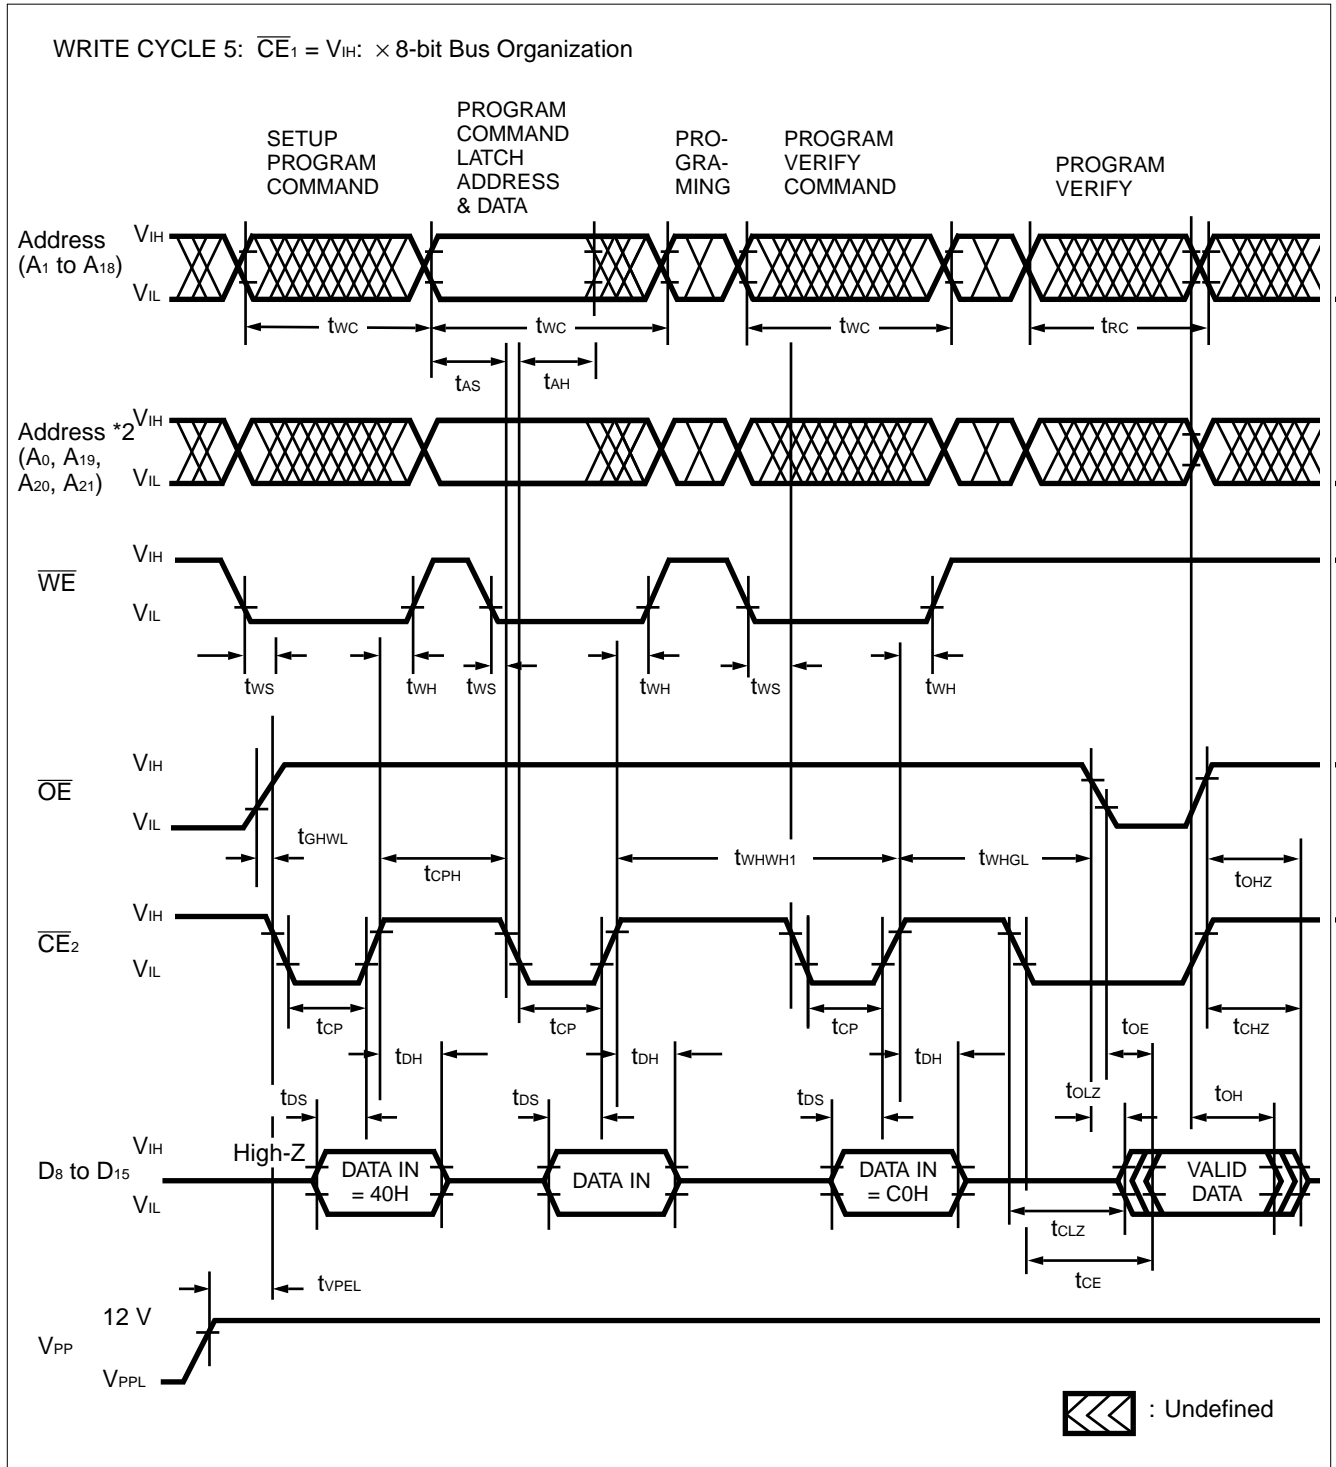 WRITE CYCLE 5: CE1 = VIH: × 8-bit Bus Organization
SETUP
PROGRAM
COMMAND
PROGRAM
COMMAND
LATCH
ADDRESS
& DATA
PRO-
GRA-
MING
PROGRAM
VERIFY
COMMAND
PROGRAM
VERIFY
Address
(A1 to A18)
VIH
VIL
tWC
tWC
tWC
tRC
tAS
tAH
Address *2
(A0, A19,
A20, A21)
VIH
VIL
WE
VIH
VIL
tWS
tWH
tWS
tWH
tWS
tWH
OE
VIH
VIL
tGHWL
tCPH
tWHWH1
tWHGL
tOHZ
CE2
VIH
VIL
tCP
tCP
tCP
tOE
tCHZ
tDH
tDH
tDH
tDS
tDS
tDS
tOLZ
tOH
D8 to D15
VIH
VIL
High-Z
DATA IN
= 40H
DATA IN
DATA IN
= C0H
VALID
DATA
tCLZ
tCE
tVPEL
VPP
12 V
VPPL
: Undefined